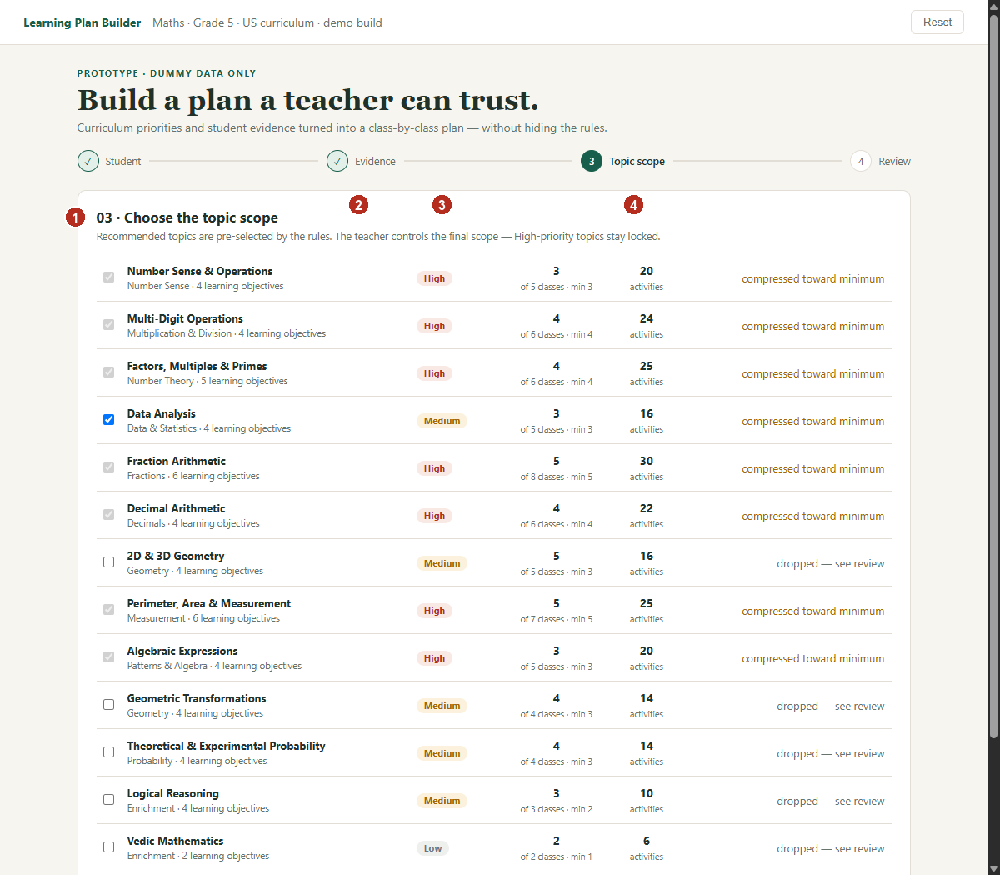 Learning Plan Builder Maths · Grade 5 · US curriculum · demo build Reset
PROTOTYPE · DUMMY DATA ONLY
Build a plan a teacher can trust.
Curriculum priorities and student evidence turned into a class-by-class plan — without hiding the rules.
✓ Student ✓ Evidence 3 Topic scope 4 Review
2 3 4
1 03 · Choose the topic scope
Recommended topics are pre-selected by the rules. The teacher controls the final scope — High-priority topics stay locked.
Number Sense & Operations High 3 20 compressed toward minimum
Number Sense · 4 learning objectives of 5 classes · min 3 activities
Multi-Digit Operations High 4 24 compressed toward minimum
Multiplication & Division · 4 learning objectives of 6 classes · min 4 activities
Factors, Multiples & Primes High 4 25 compressed toward minimum
Number Theory · 5 learning objectives of 6 classes · min 4 activities
Data Analysis Medium 3 16 compressed toward minimum
Data & Statistics · 4 learning objectives of 5 classes · min 3 activities
Fraction Arithmetic High 5 30 compressed toward minimum
Fractions · 6 learning objectives of 8 classes · min 5 activities
Decimal Arithmetic High 4 22 compressed toward minimum
Decimals · 4 learning objectives of 6 classes · min 4 activities
2D & 3D Geometry Medium 5 16 dropped — see review
Geometry · 4 learning objectives of 5 classes · min 3 activities
Perimeter, Area & Measurement High 5 25 compressed toward minimum
Measurement · 6 learning objectives of 7 classes · min 5 activities
Algebraic Expressions High 3 20 compressed toward minimum
Patterns & Algebra · 4 learning objectives of 5 classes · min 3 activities
Geometric Transformations Medium 4 14 dropped — see review
Geometry · 4 learning objectives of 4 classes · min 3 activities
Theoretical & Experimental Probability Medium 4 14 dropped — see review
Probability · 4 learning objectives of 4 classes · min 3 activities
Logical Reasoning Medium 3 10 dropped — see review
Enrichment · 4 learning objectives of 3 classes · min 2 activities
Vedic Mathematics Low 2 6 dropped — see review
Enrichment · 2 learning objectives of 2 classes · min 1 activities